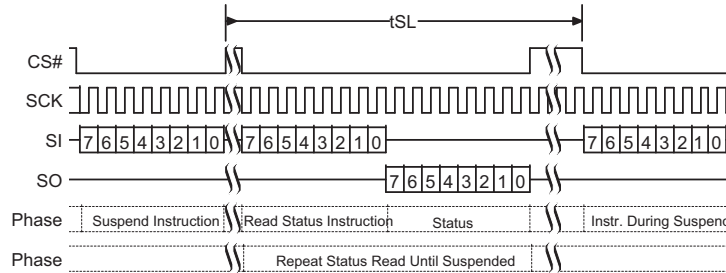 tSL
CS#
SCK
SI 7 6 5 4 3 2 1 0 7 6 5 4 3 2 1 0 7 6 5 4 3 2 1 0
SO 7 6 5 4 3 2 1 0
Phase Suspend Instruction Read Status Instruction Status Instr. During Suspend
Phase Repeat Status Read Until Suspended